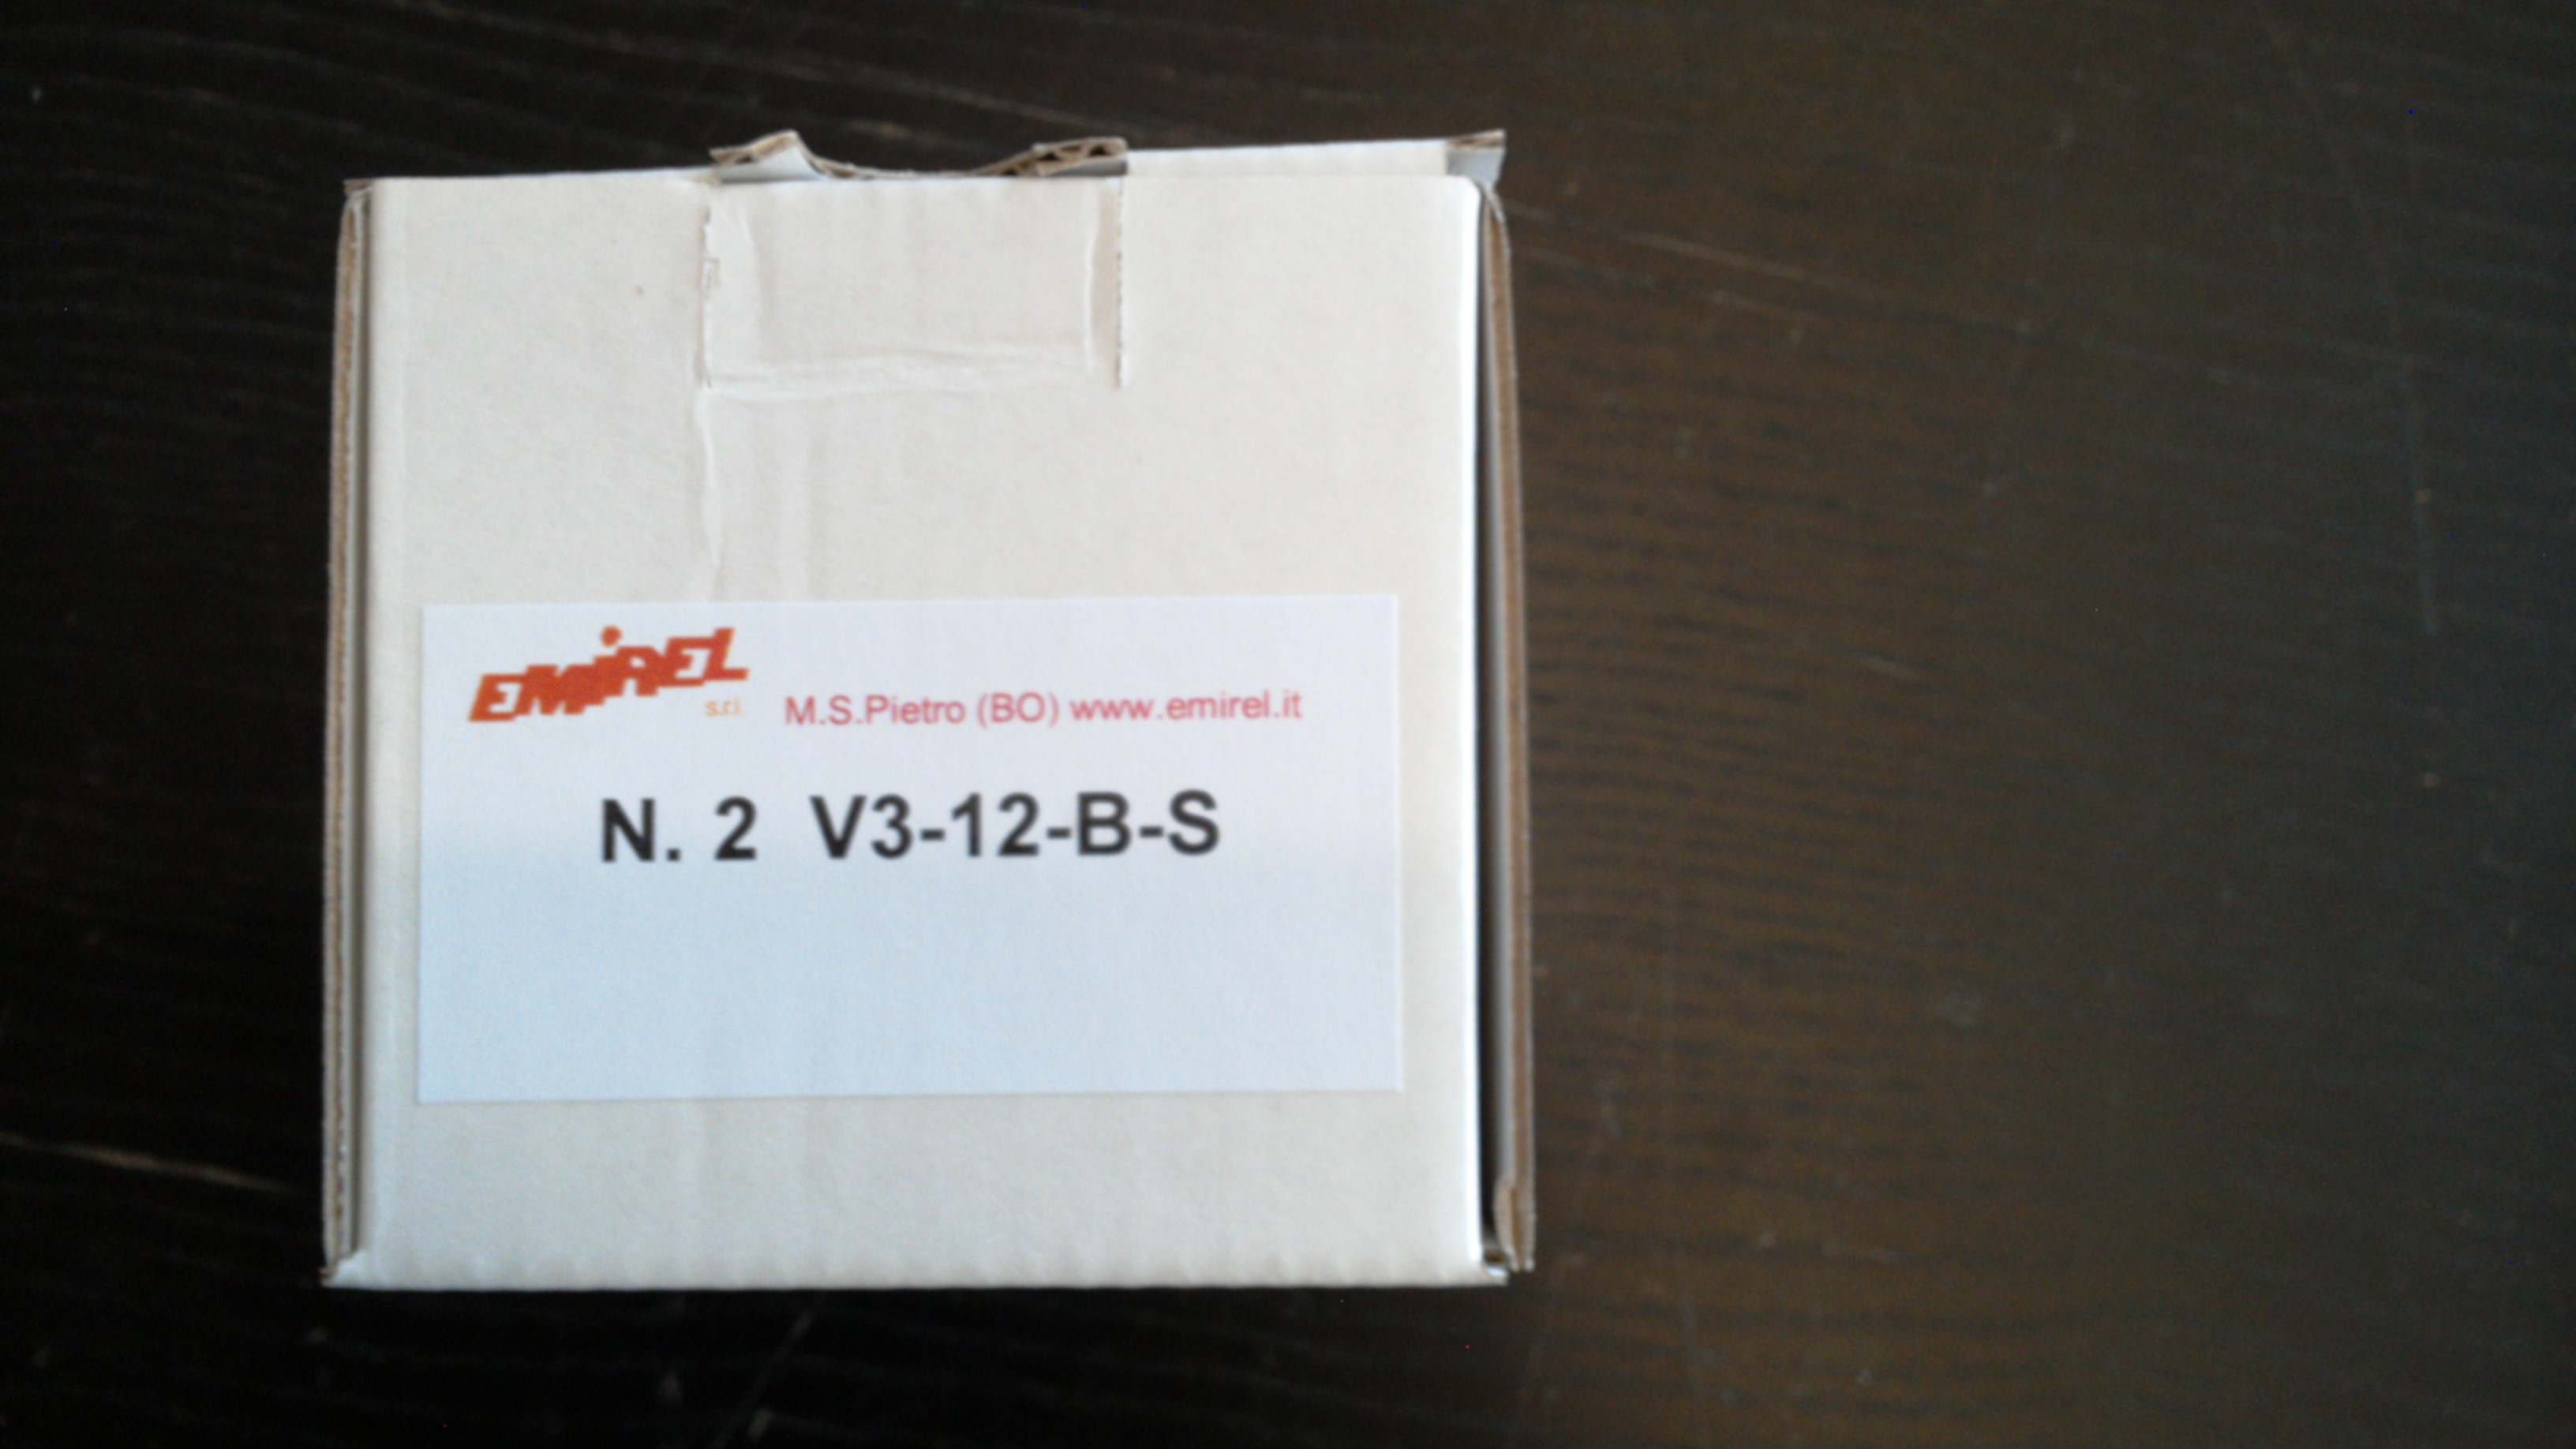 EMIREL
s.r.l.
M.S.Pietro (BO) www.emirel.it
N. 2 V3-12-B-S